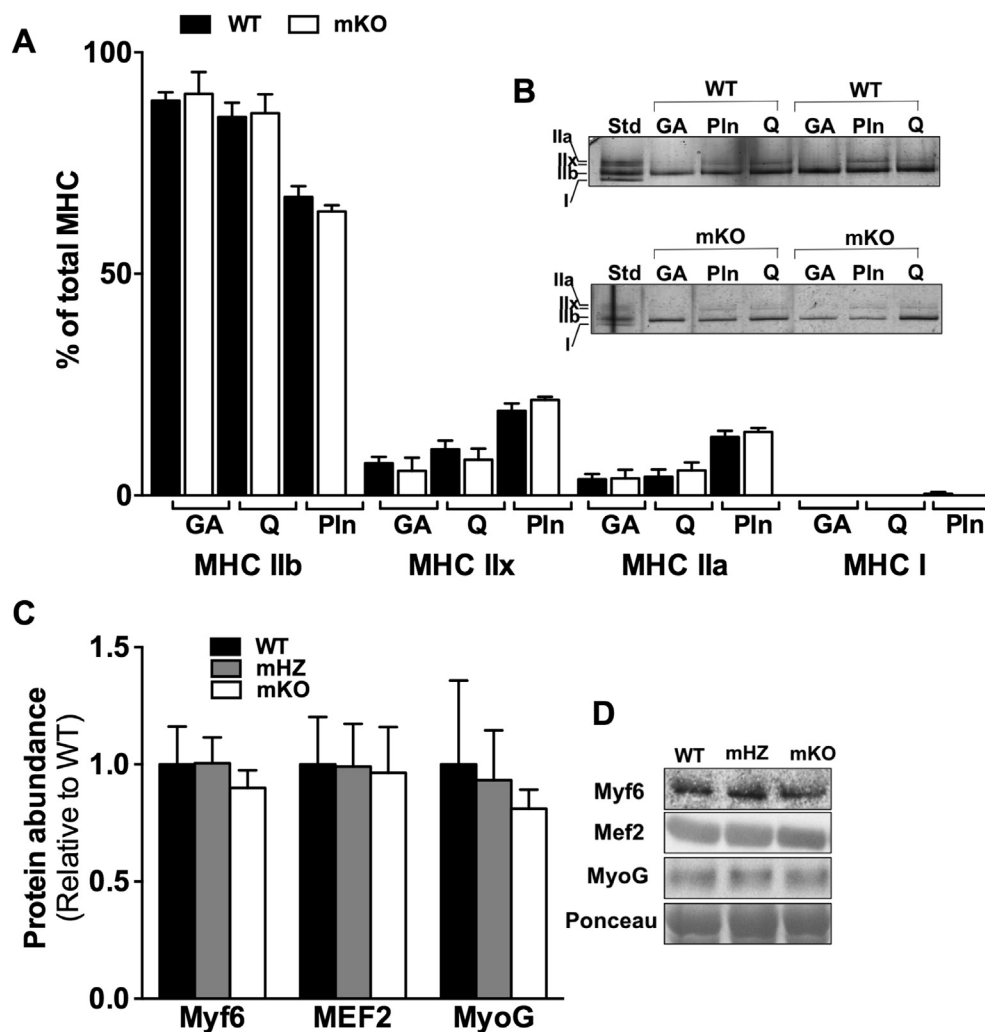 A
WT mKO
100
50
0
% of total MHC
GA Q Pln GA Q Pln GA Q Pln GA Q Pln
MHC IIb MHC IIx MHC IIa MHC I
B
WT WT
Std GA Pln Q GA Pln Q
IIa
IIx
IIb
I
mKO mKO
Std GA Pln Q GA Pln Q
IIa
IIx
IIb
I
C
WT
mHZ
mKO
1.5
1.0
0.5
0.0
Protein abundance
(Relative to WT)
Myf6 MEF2 MyoG
D
WT mHZ mKO
Myf6
Mef2
MyoG
Ponceau